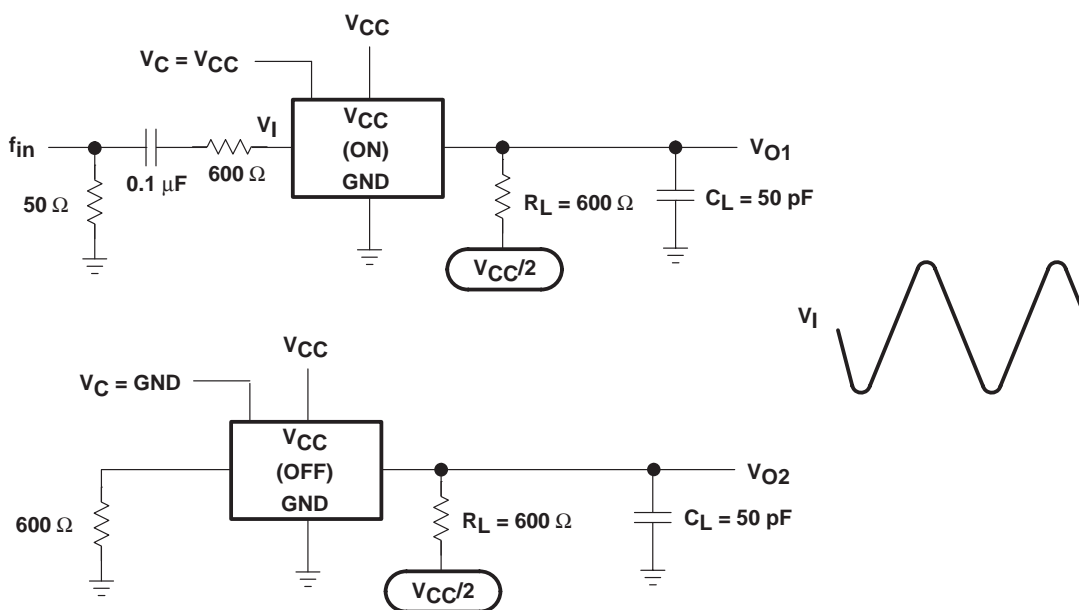 VCC
VC = VCC
fin
0.1 μF
VI
600 Ω
50 Ω
VCC
(ON)
GND
VO1
RL = 600 Ω
CL = 50 pF
VCC/2
VI
VCC
VC = GND
600 Ω
VCC
(OFF)
GND
VO2
RL = 600 Ω
CL = 50 pF
VCC/2